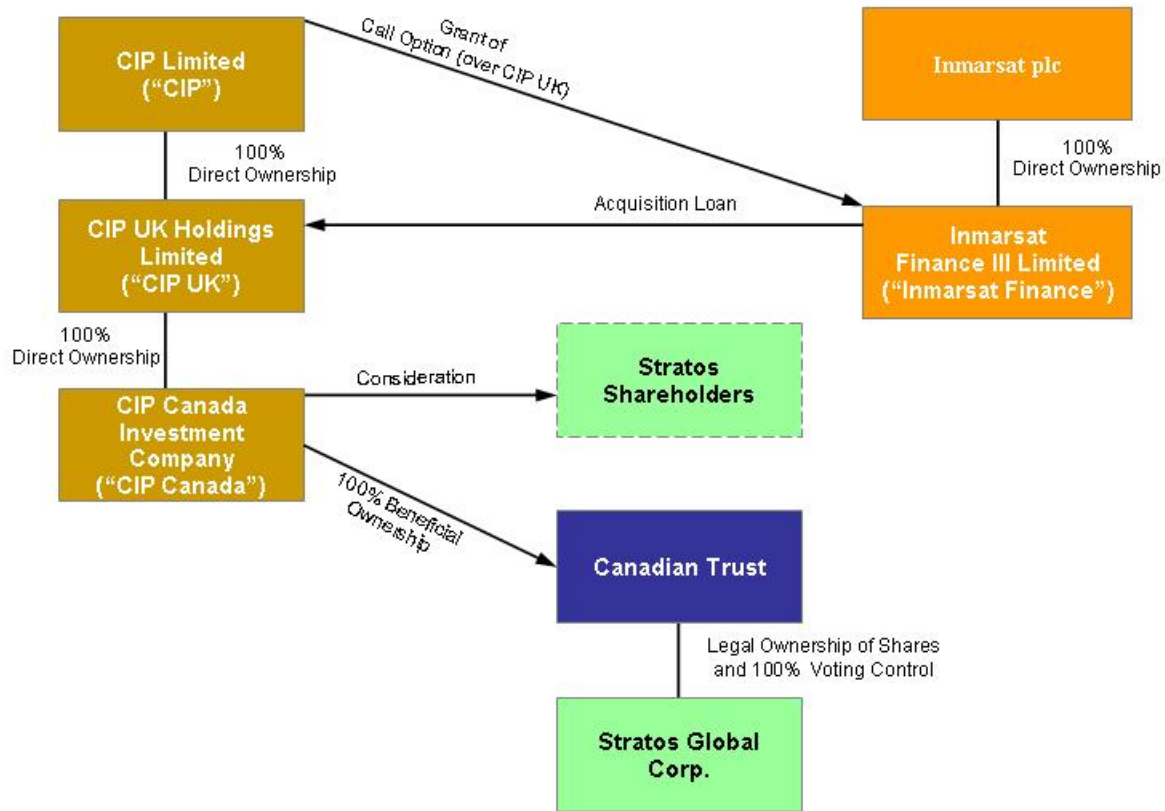 CIP Limited
(“CIP”)
Grant of
Call Option (over CIP UK)
Inmarsat plc
100%
Direct Ownership
100%
Direct Ownership
CIP UK Holdings
Limited
(“CIP UK”)
Acquisition Loan
Inmarsat
Finance III Limited
(“Inmarsat Finance”)
100%
Direct Ownership
Consideration
Stratos
Shareholders
CIP Canada
Investment
Company
(“CIP Canada”)
100% Beneficial
Ownership
Canadian Trust
Legal Ownership of Shares
and 100% Voting Control
Stratos Global
Corp.